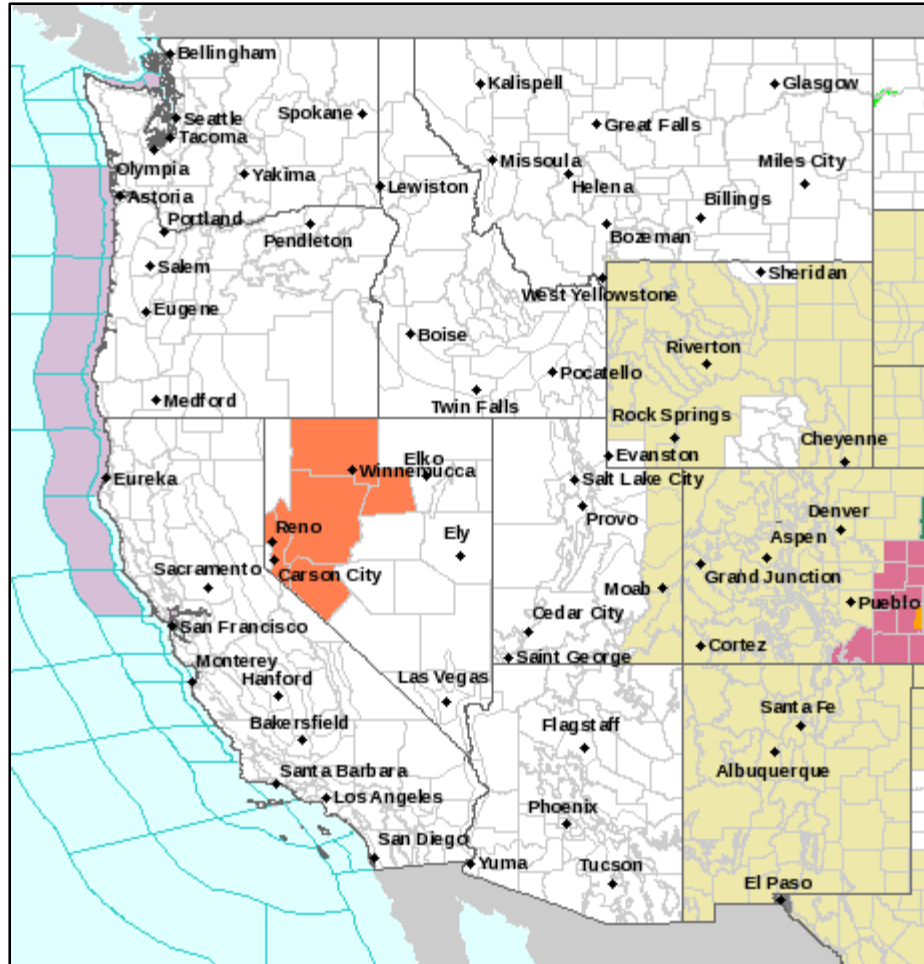 Bellingham
Kalispell
Glasgow
Seattle
Spokane
Great Falls
Tacoma
Olympia
Missoula
Miles City
Yakima
Helena
Lewiston
Astoria
Billings
Portland
Pendleton
Bozeman
Salem
Sheridan
West Yellowstone
Eugene
Boise
Riverton
Pocatello
Medford
Twin Falls
Rock Springs
Cheyenne
Elko
Evanston
Winnemucca
Eureka
Salt Lake City
Provo
Denver
Reno
Ely
Aspen
Carson City
Grand Junction
Sacramento
Moab
Pueblo
Cedar City
San Francisco
Cortez
Saint George
Monterey
Hanford
Las Vegas
Santa Fe
Bakersfield
Flagstaff
Albuquerque
Santa Barbara
Los Angeles
Phoenix
San Diego
Yuma
Tucson
El Paso